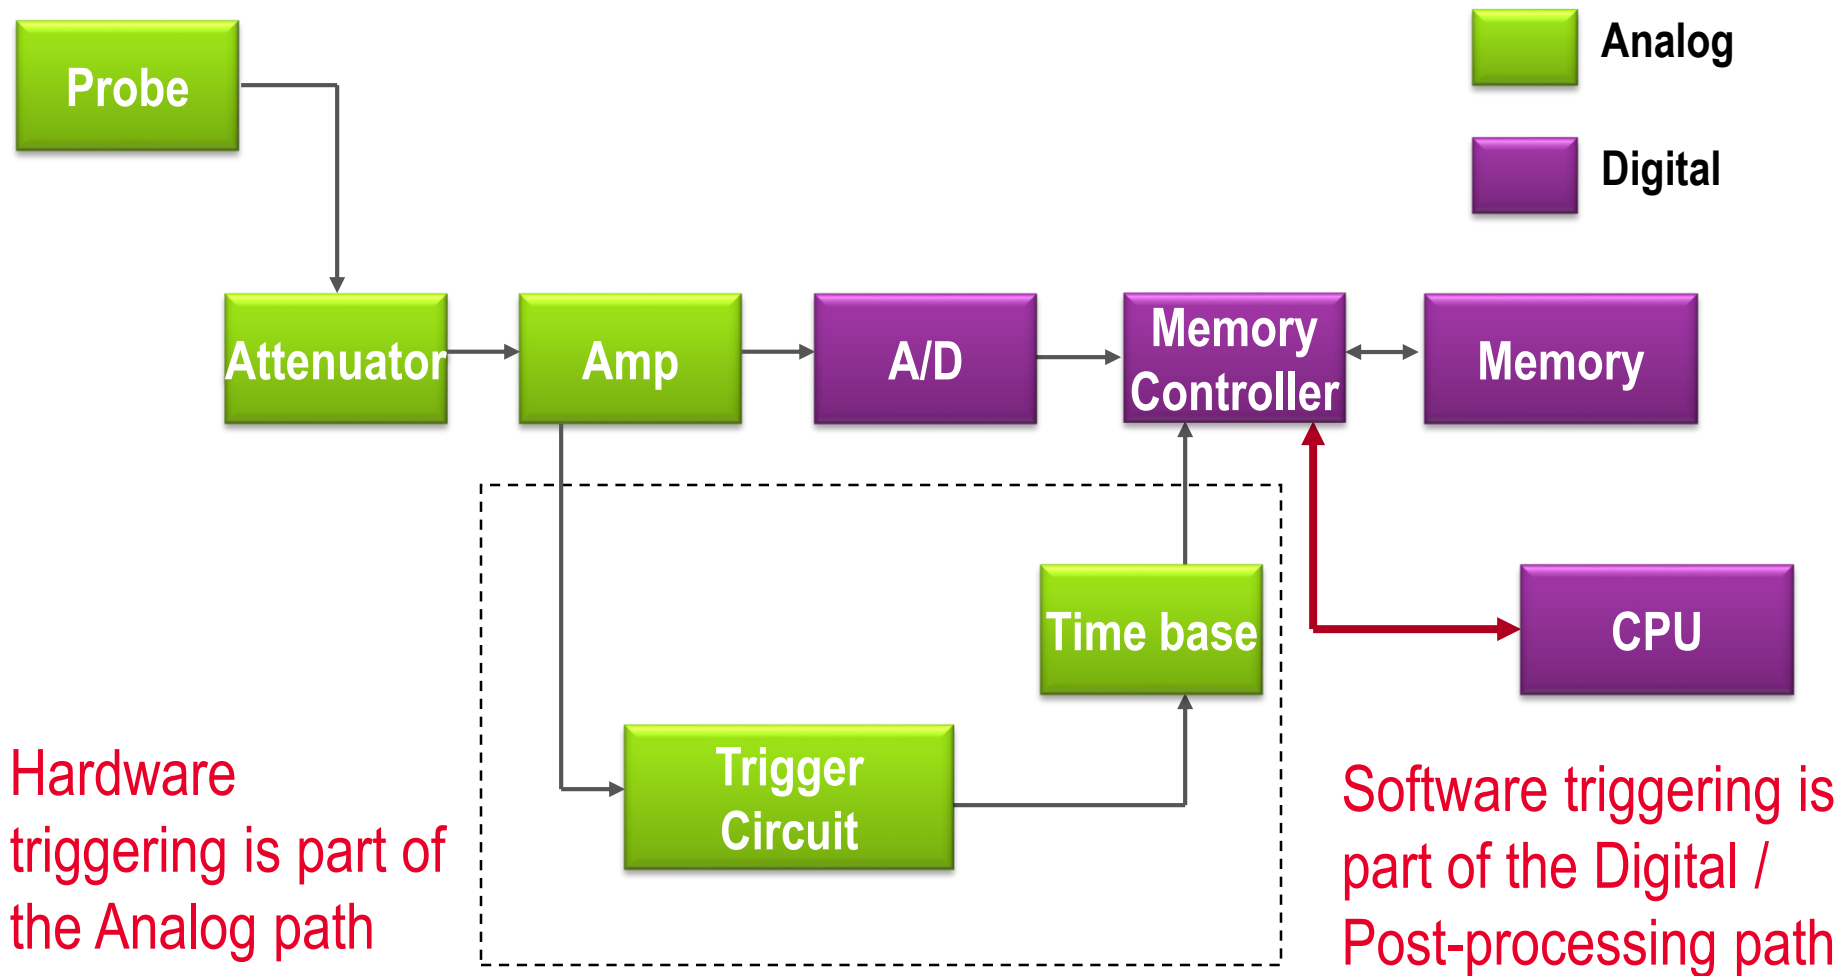 Probe
Analog
Digital
Attenuator
Amp
A/D
Memory
Controller
Memory
Time base
CPU
Trigger
Circuit
Hardware
triggering is part of
the Analog path
Software triggering is
part of the Digital /
Post-processing path